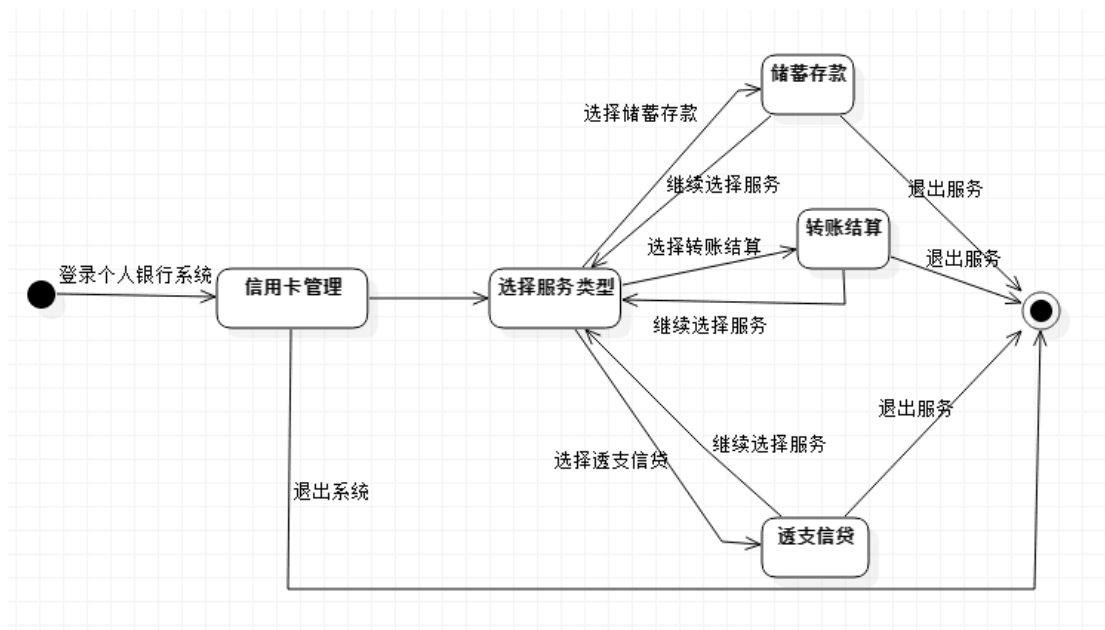 储蓄存款
选择储蓄存款
继续选择服务
退出服务
转账结算
选择转账结算
退出服务
登录个人银行系统
信用卡管理
选择服务类型
继续选择服务
退出服务
继续选择服务
选择透支信贷
退出系统
透支信贷